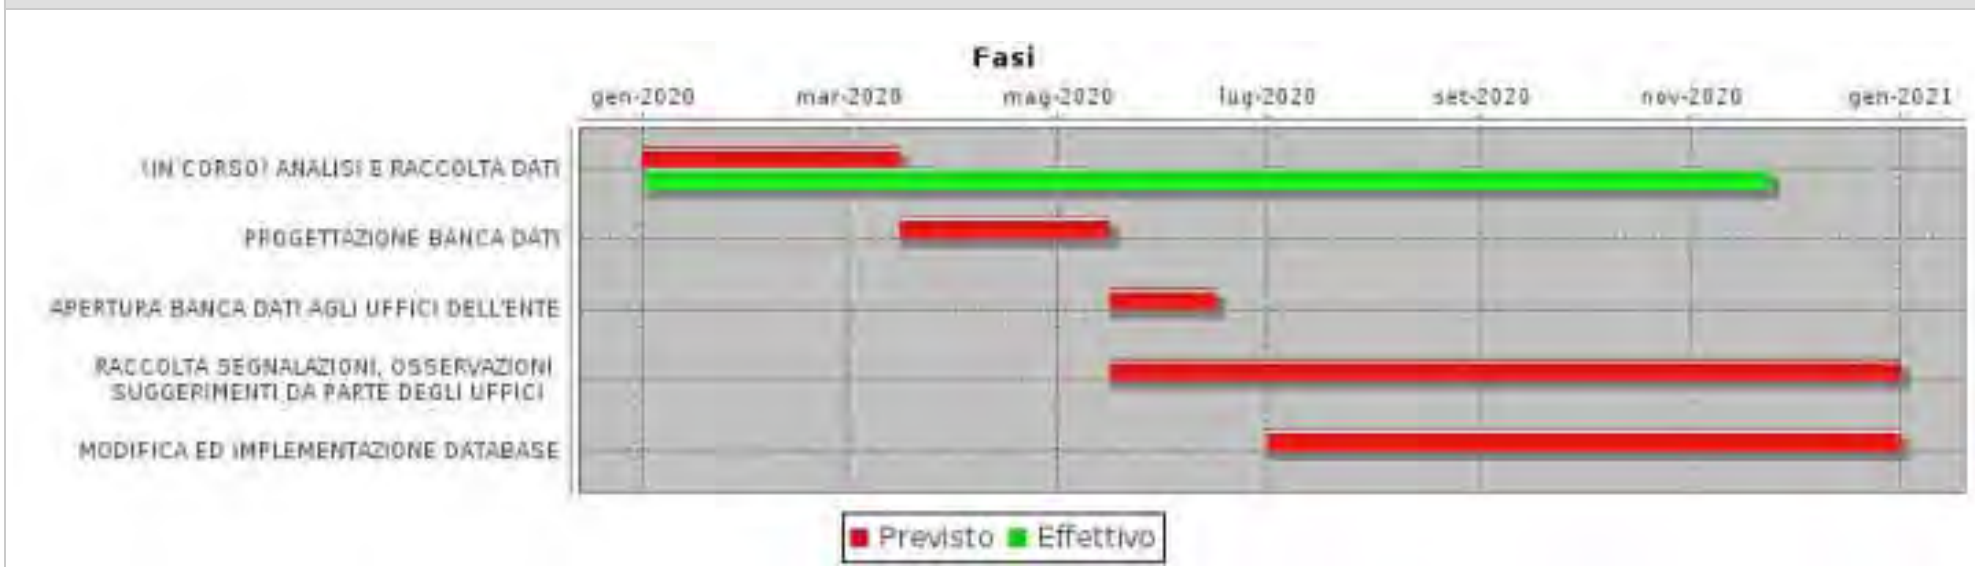 Fasi
gen-2020 mar-2020 mag-2020 lug-2020 set-2020 nov-2020 gen-2021
(IN CORSO) ANALISI E RACCOLTA DATI
PROGETTAZIONE BANCA DATI
APERTURA BANCA DATI AGLI UFFICI DELL'ENTE
RACCOLTA SEGNALAZIONI, OSSERVAZIONI
SUGGERIMENTI DA PARTE DEGLI UFFICI
MODIFICA ED IMPLEMENTAZIONE DATABASE
Previsto Effettivo